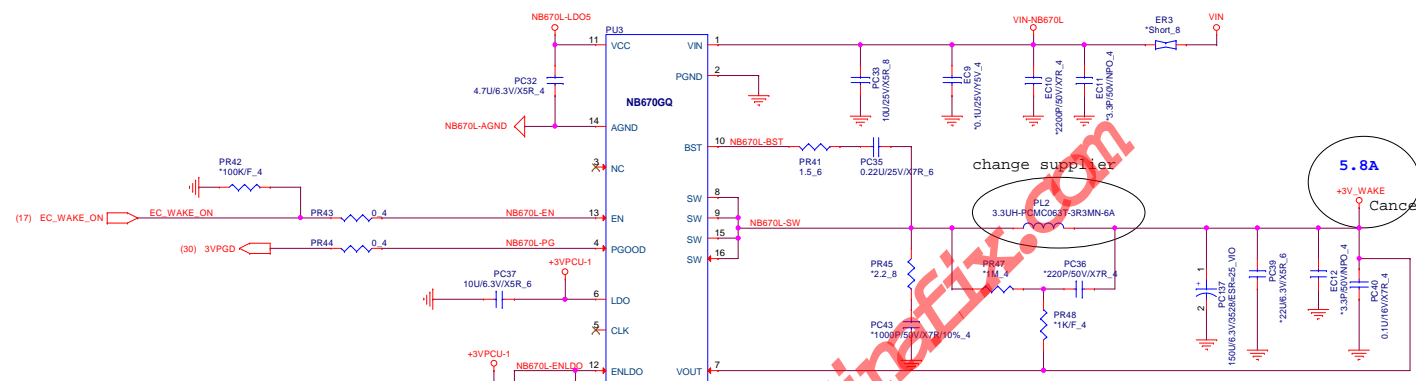 NB670L-LDO5
PU3
VIN-NB670L
ER3
*Short_8
VIN
11
VCC
VIN
1
PC32
4.7U/6.3V/X5R_4
PGND
2
PC33
10U/25V/X5R_8
EC9
*0.1U/25V/Y5V_4
EC10
*2200P/50V/X7R_4
EC11
*3.3P/50V/NPO_4
NB670GQ
NB670L-AGND
14
AGND
BST
10
NB670L-BST
PR41
1.5_6
PC35
0.22U/25V/X7R_6
change supplier
5.8A
+3V_WAKE
Cance
PR42
*100K/F_4
3
NC
SW
8
PL2
3.3UH-PCMC063T-3R3MN-6A
(17)
EC_WAKE_ON
EC_WAKE_ON
PR43
0_4
NB670L-EN
13
EN
SW
9
NB670L-SW
(30)
3VPGD
PR44
0_4
NB670L-PG
4
PGOOD
SW
15
SW
16
+3VPCU-1
PC37
10U/6.3V/X5R_6
6
LDO
PR45
*2.2_8
PR47
*1M_4
PC36
*220P/50V/X7R_4
1
+
2
PC137
150U/6.3V/3528/ESR=25_VIO
PC39
*22U/6.3V/X5R_6
EC12
*3.3P/50V/NPO_4
PC40
0.1U/16V/X7R_4
5
CLK
PC43
*1000P/50V/X7R/10%_4
PR48
*1K/F_4
+3VPCU-1
NB670L-ENLDO
12
ENLDO
VOUT
7
inafix.com